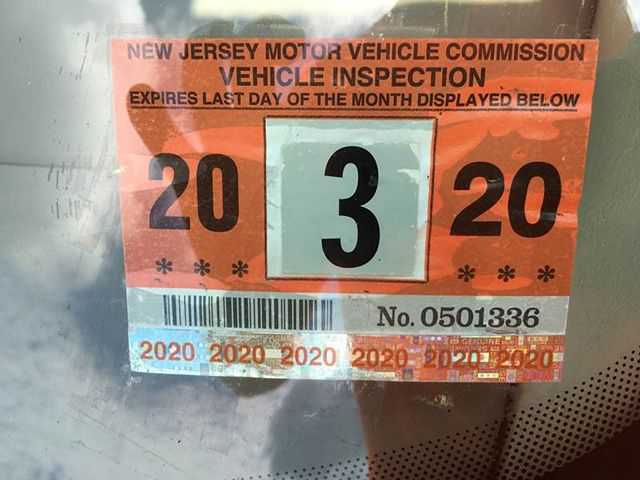 NEW JERSEY MOTOR VEHICLE COMMISSION
VEHICLE INSPECTION
EXPIRES LAST DAY OF THE MONTH DISPLAYED BELOW
20 3 20
* * * * * *
No. 0501336
GENUINE
2020 2020 2020 2020 2020 2020